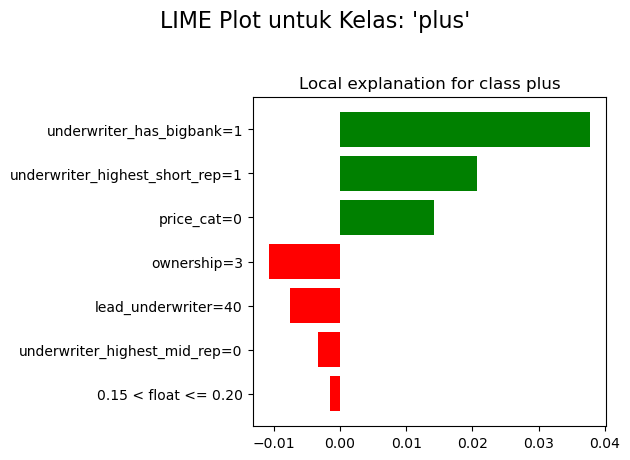 LIME Plot untuk Kelas: 'plus'
Local explanation for class plus
underwriter_has_bigbank=1
underwriter_highest_short_rep=1
price_cat=0
ownership=3
lead_underwriter=40
underwriter_highest_mid_rep=0
0.15 < float <= 0.20
−0.01 0.00 0.01 0.02 0.03 0.04